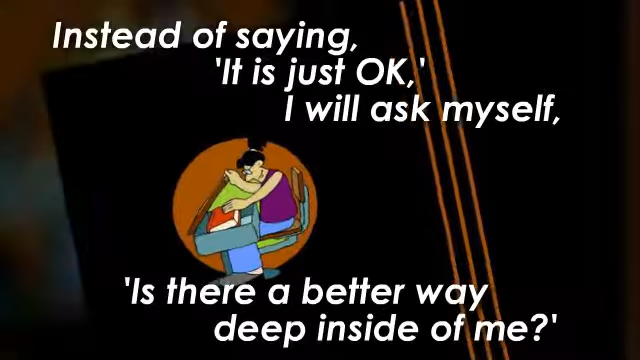 Instead of saying,
'It is just OK,'
I will ask myself,
'Is there a better way
deep inside of me?'